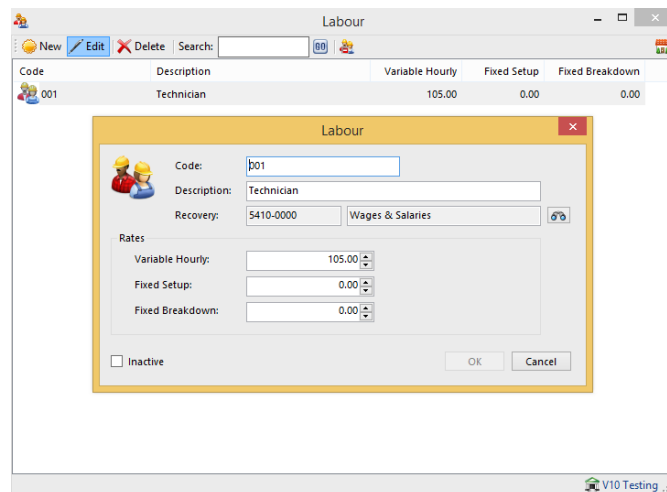 Labour
New Edit Delete Search: GO
Code Description Variable Hourly Fixed Setup Fixed Breakdown
001 Technician 105.00 0.00 0.00
Labour
Code: 001
Description: Technician
Recovery: 5410-0000 Wages & Salaries
Rates
Variable Hourly: 105.00
Fixed Setup: 0.00
Fixed Breakdown: 0.00
Inactive OK Cancel
V10 Testing